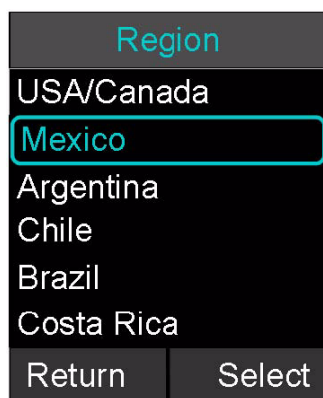 Region
USA/Canada
Mexico
Argentina
Chile
Brazil
Costa Rica
Return Select